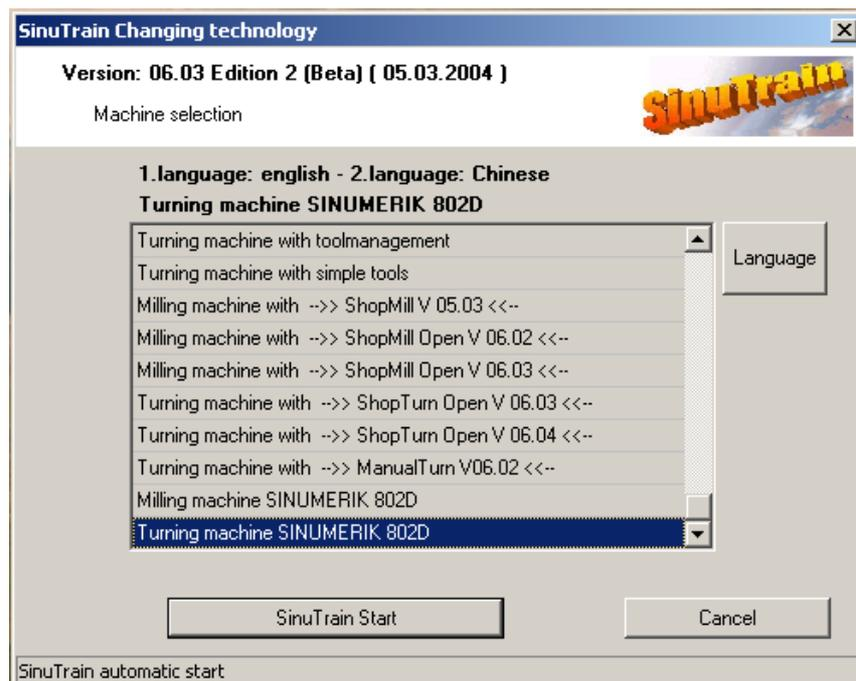 SinuTrain Changing technology
Version: 06.03 Edition 2 (Beta) ( 05.03.2004 )
Machine selection
SinuTrain
1.language: english - 2.language: Chinese
Turning machine SINUMERIK 802D
Turning machine with toolmanagement
Turning machine with simple tools
Milling machine with -->> ShopMill V 05.03 <<--
Milling machine with -->> ShopMill Open V 06.02 <<--
Milling machine with -->> ShopMill Open V 06.03 <<--
Turning machine with -->> ShopTurn Open V 06.03 <<--
Turning machine with -->> ShopTurn Open V 06.04 <<--
Turning machine with -->> ManualTurn V06.02 <<--
Milling machine SINUMERIK 802D
Turning machine SINUMERIK 802D
Language
SinuTrain Start
Cancel
SinuTrain automatic start